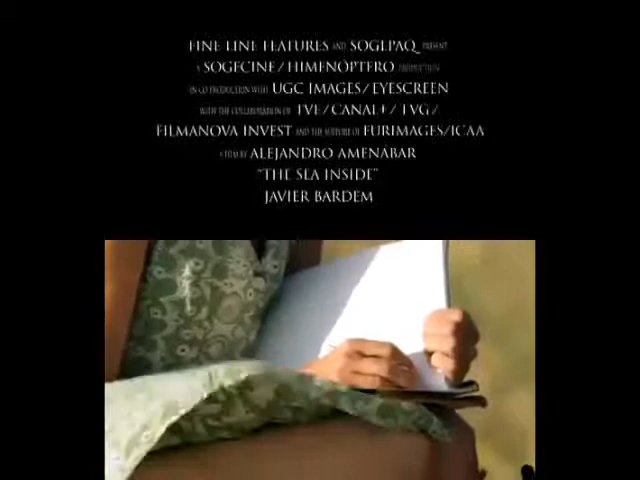 FINE LINE FEATURES AND SOGEPAQ PRESENT
A SOGECINE/HIMENÓPTERO PRODUCTION
IN CO PRODUCTION WITH UGC IMAGES/EYESCREEN
WITH THE COLLABORATION OF TVE/CANAL+/TVG/
FILMANOVA INVEST AND THE SUPPORT OF EURIMAGES/ICAA
A FILM BY ALEJANDRO AMENÁBAR
"THE SEA INSIDE"
JAVIER BARDEM